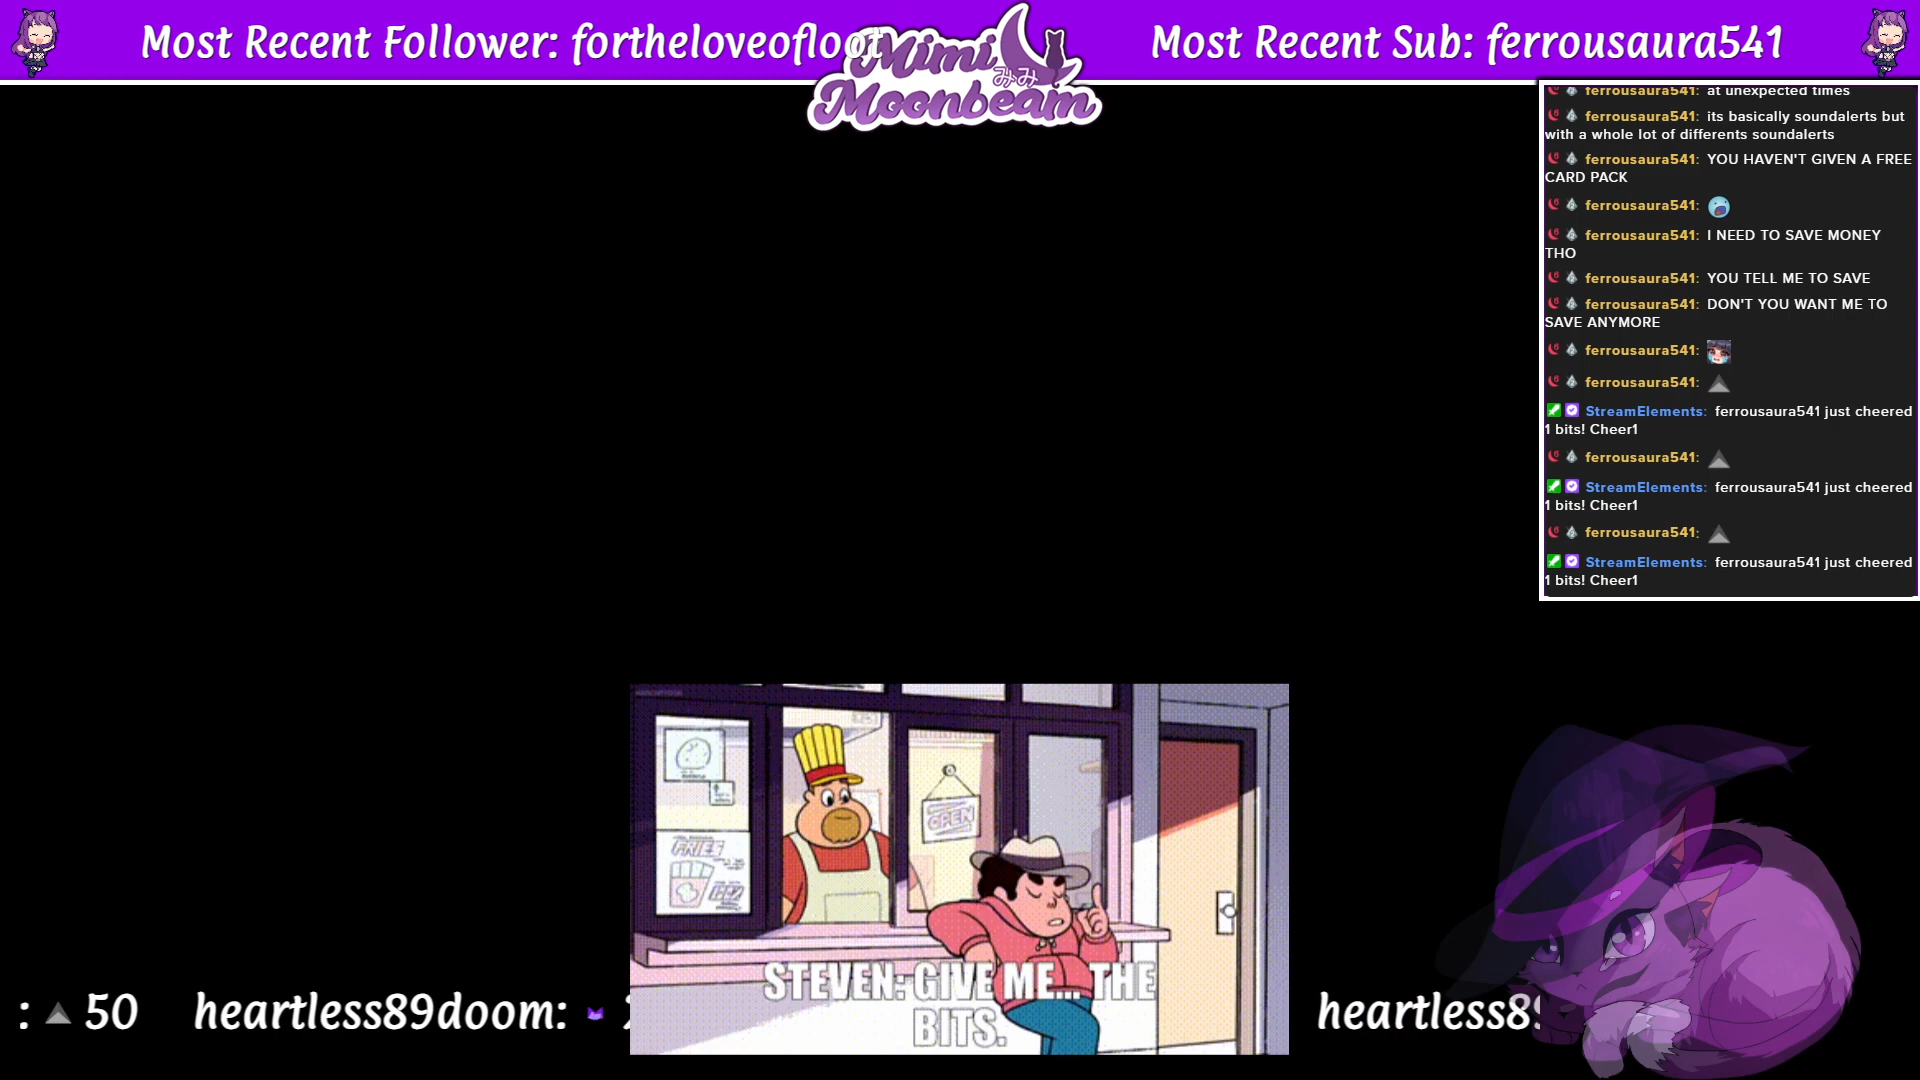 Most Recent Follower: fortheloveofloot
Mimi
みみ
Moonbeam
Most Recent Sub: ferrousaura541
ferrousaura541: at unexpected times
ferrousaura541: its basically soundalerts but
with a whole lot of differents soundalerts
ferrousaura541: YOU HAVEN'T GIVEN A FREE
CARD PACK
ferrousaura541:
ferrousaura541: I NEED TO SAVE MONEY
THO
ferrousaura541: YOU TELL ME TO SAVE
ferrousaura541: DON'T YOU WANT ME TO
SAVE ANYMORE
ferrousaura541:
ferrousaura541:
StreamElements: ferrousaura541 just cheered
1 bits! Cheer1
ferrousaura541:
StreamElements: ferrousaura541 just cheered
1 bits! Cheer1
ferrousaura541:
StreamElements: ferrousaura541 just cheered
1 bits! Cheer1
OPEN
FRIES
STEVEN: GIVE ME... THE
BITS.
: 50 heartless89doom:
heartless89